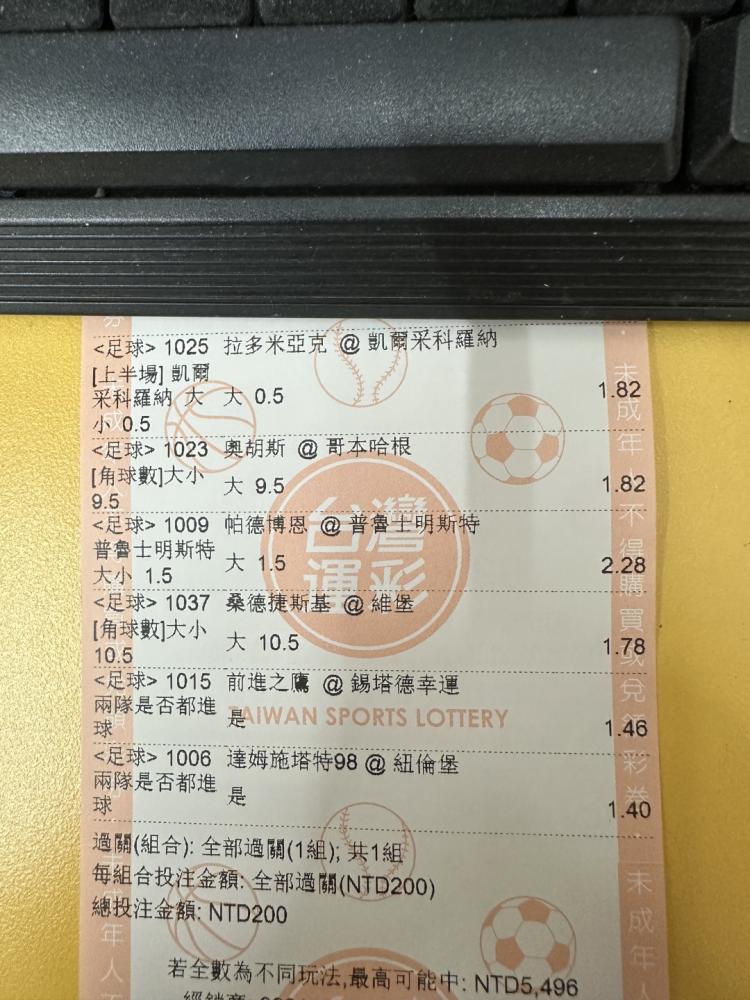 <足球> 1025 拉多米亞克 @ 凱爾采科羅納
[上半場] 凱爾
采科羅納 大 大 0.5 1.82
小 0.5
<足球> 1023 奧胡斯 @ 哥本哈根
[角球數]大小 大 9.5 1.82
9.5
<足球> 1009 帕德博恩 @ 普魯士明斯特
普魯士明斯特 大 1.5 2.28
大小 1.5
<足球> 1037 桑德捷斯基 @ 維堡
[角球數]大小 大 10.5 1.78
10.5
<足球> 1015 前進之鷹 @ 錫塔德幸運
兩隊是否都進 是 1.46
球
<足球> 1006 達姆施塔特98 @ 紐倫堡
兩隊是否都進 是 1.40
球
過關(組合): 全部過關(1組); 共1組
每組合投注金額: 全部過關(NTD200)
總投注金額: NTD200
若全數為不同玩法,最高可能中: NTD5,496
台灣
運彩
TAIWAN SPORTS LOTTERY
未成年人不得購買或兌領彩券
未成年人